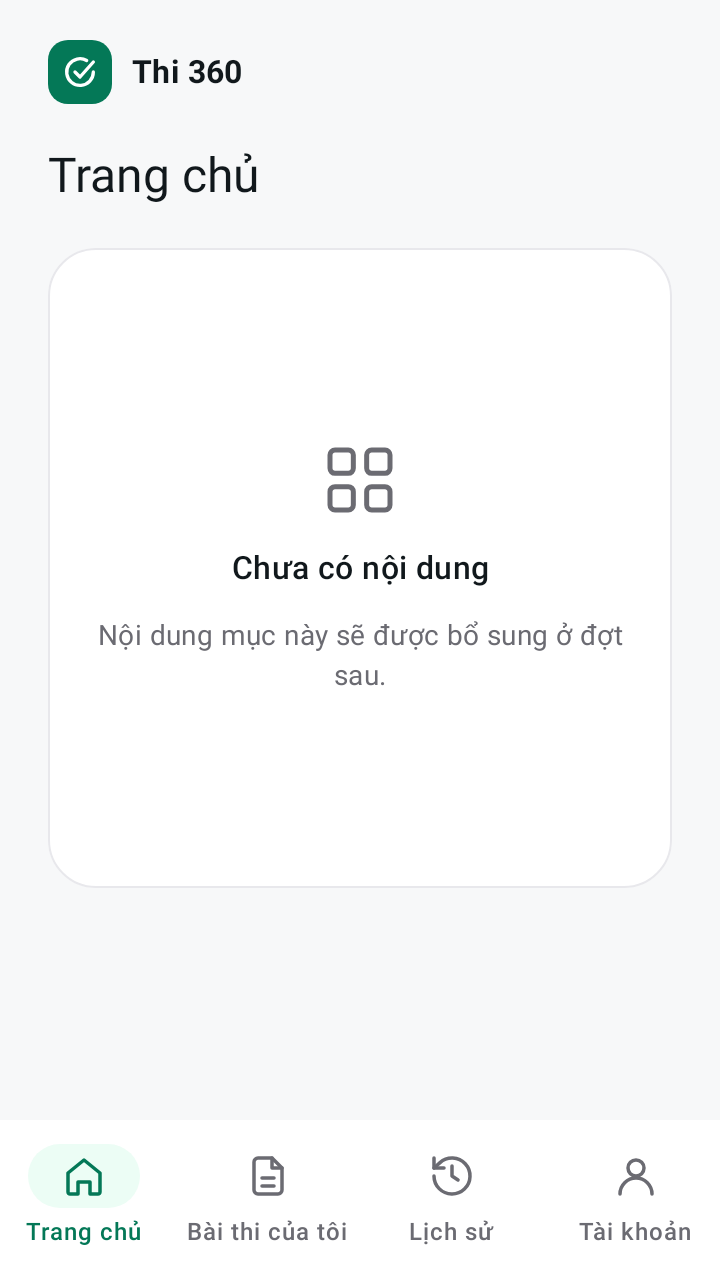 Thi 360
Trang chủ
Chưa có nội dung
Nội dung mục này sẽ được bổ sung ở đợt
sau.
Trang chủ
Bài thi của tôi
Lịch sử
Tài khoản